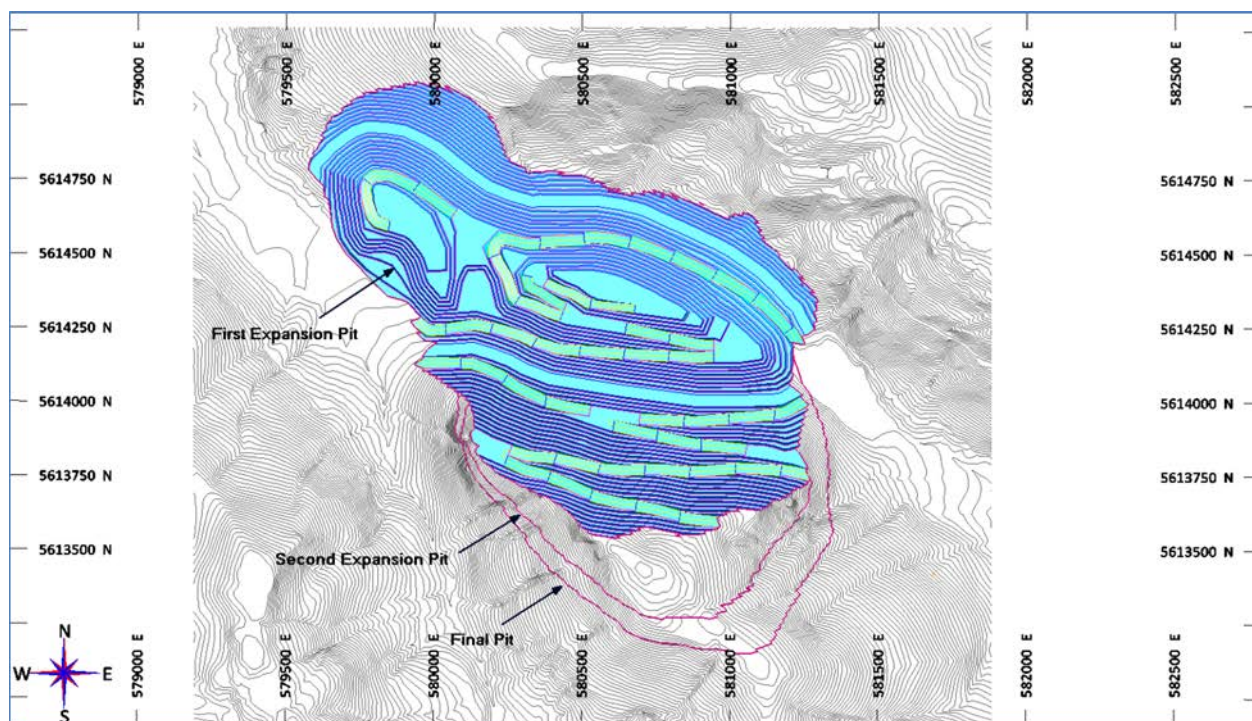 579000 E
579500 E
580000 E
580500 E
581000 E
581500 E
582000 E
582500 E
5614750 N
5614750 N
5614500 N
5614500 N
First Expansion Pit
5614250 N
5614250 N
5614000 N
5614000 N
5613750 N
5613750 N
Second Expansion Pit
5613500 N
5613500 N
Final Pit
N
W
E
S
579000 E
579500 E
580000 E
580500 E
581000 E
581500 E
582000 E
582500 E